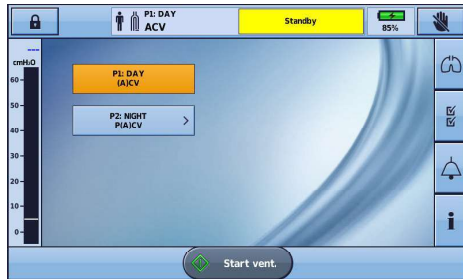 P1: DAY
ACV
Standby
85%
---
cmH2O
60
50
40
30
20
10
0
P1: DAY
(A)CV
P2: NIGHT
P(A)CV
Start vent.